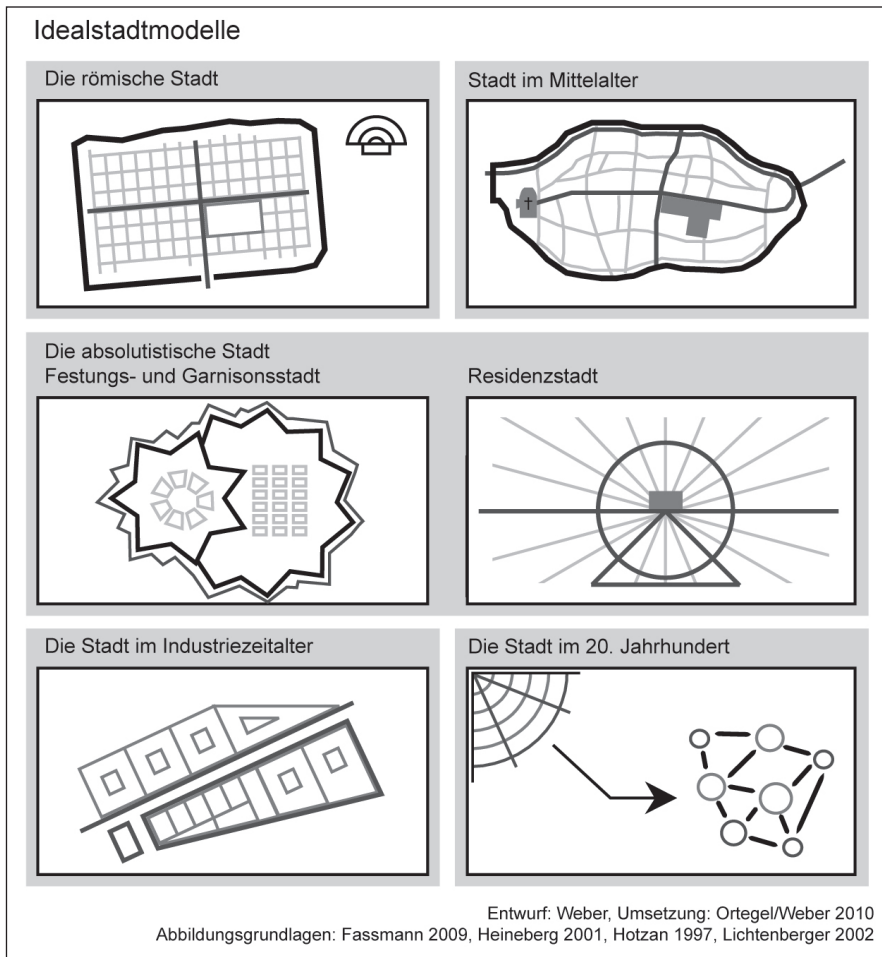 Idealstadtmodelle
Die römische Stadt
Stadt im Mittelalter
Die absolutistische Stadt
Festungs- und Garnisonsstadt
Residenzstadt
Die Stadt im Industriezeitalter
Die Stadt im 20. Jahrhundert
Entwurf: Weber, Umsetzung: Ortegel/Weber 2010
Abbildungsgrundlagen: Fassmann 2009, Heineberg 2001, Hotzan 1997, Lichtenberger 2002